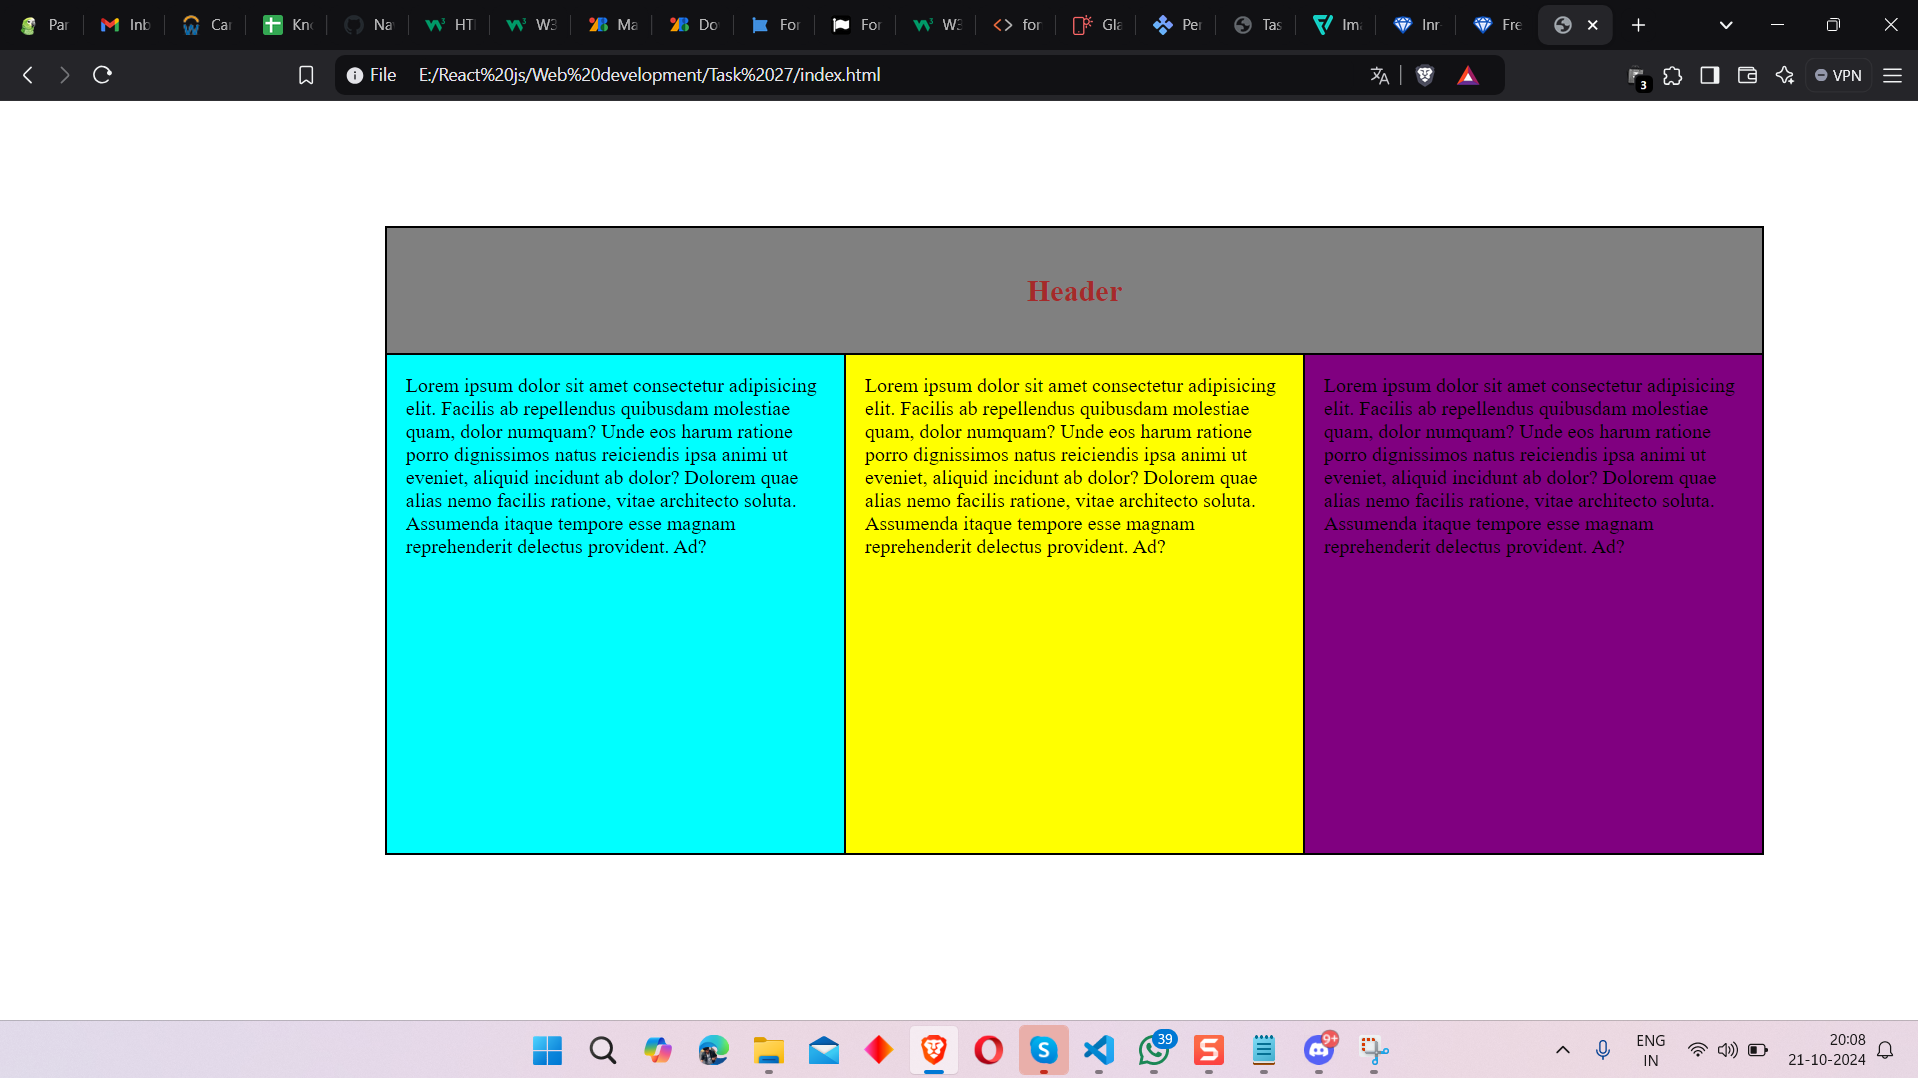 Par
Inb
Car
Kno
Nav
HTI
W3
Ma
Do
For
For
W3
for
Gla
Per
Tas
Im
Inr
Fre
File
E:/React%20js/Web%20development/Task%2027/index.html
3
VPN
Header
Lorem ipsum dolor sit amet consectetur adipisicing
elit. Facilis ab repellendus quibusdam molestiae
quam, dolor numquam? Unde eos harum ratione
porro dignissimos natus reiciendis ipsa animi ut
eveniet, aliquid incidunt ab dolor? Dolorem quae
alias nemo facilis ratione, vitae architecto soluta.
Assumenda itaque tempore esse magnam
reprehenderit delectus provident. Ad?
Lorem ipsum dolor sit amet consectetur adipisicing
elit. Facilis ab repellendus quibusdam molestiae
quam, dolor numquam? Unde eos harum ratione
porro dignissimos natus reiciendis ipsa animi ut
eveniet, aliquid incidunt ab dolor? Dolorem quae
alias nemo facilis ratione, vitae architecto soluta.
Assumenda itaque tempore esse magnam
reprehenderit delectus provident. Ad?
Lorem ipsum dolor sit amet consectetur adipisicing
elit. Facilis ab repellendus quibusdam molestiae
quam, dolor numquam? Unde eos harum ratione
porro dignissimos natus reiciendis ipsa animi ut
eveniet, aliquid incidunt ab dolor? Dolorem quae
alias nemo facilis ratione, vitae architecto soluta.
Assumenda itaque tempore esse magnam
reprehenderit delectus provident. Ad?
39
9+
ENG
IN
20:08
21-10-2024